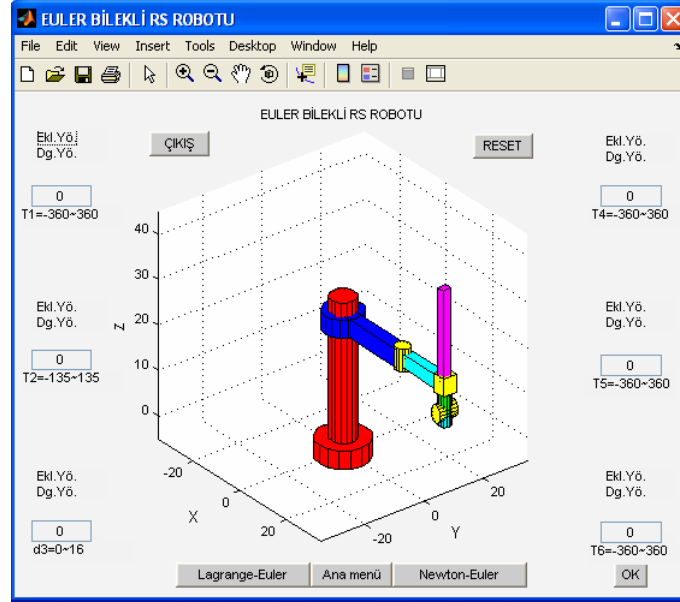 EULER BİLEKLİ RS ROBOTU
File Edit View Insert Tools Desktop Window Help
EULER BİLEKLİ RS ROBOTU
Ekl.Yö.
Dg.Yö.
ÇIKIŞ
RESET
Ekl.Yö.
Dg.Yö.
0
T1=-360~360
0
T4=-360~360
40
30
20
10
0
Z
Ekl.Yö.
Dg.Yö.
0
T2=-135~135
Ekl.Yö.
Dg.Yö.
0
T5=-360~360
-20
0
20
X
-20
0
20
Y
Ekl.Yö.
Dg.Yö.
0
d3=0~16
Ekl.Yö.
Dg.Yö.
0
T6=-360~360
Lagrange-Euler Ana menü Newton-Euler OK